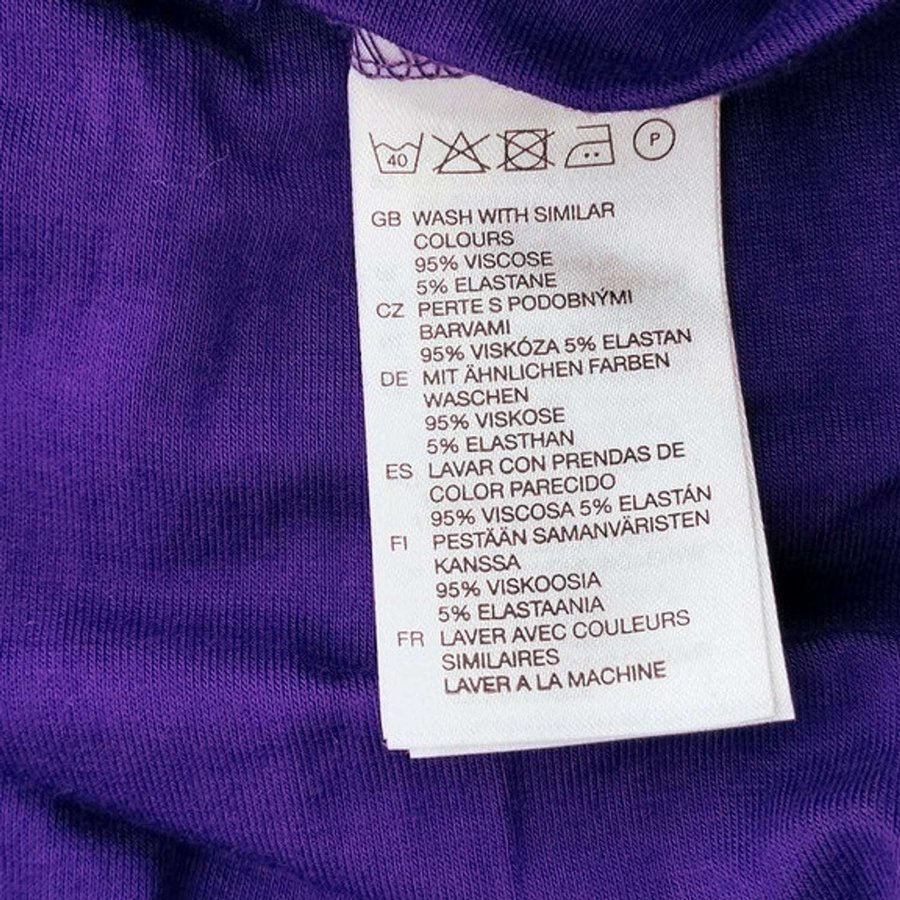 40 P
GB WASH WITH SIMILAR
COLOURS
95% VISCOSE
5% ELASTANE
CZ PERTE S PODOBNÝMI
BARVAMI
95% VISKÓZA 5% ELASTAN
DE MIT ÄHNLICHEN FARBEN
WASCHEN
95% VISKOSE
5% ELASTHAN
ES LAVAR CON PRENDAS DE
COLOR PARECIDO
95% VISCOSA 5% ELASTÁN
FI PESTÄÄN SAMANVÄRISTEN
KANSSA
95% VISKOOSIA
5% ELASTAANIA
FR LAVER AVEC COULEURS
SIMILAIRES
LAVER A LA MACHINE